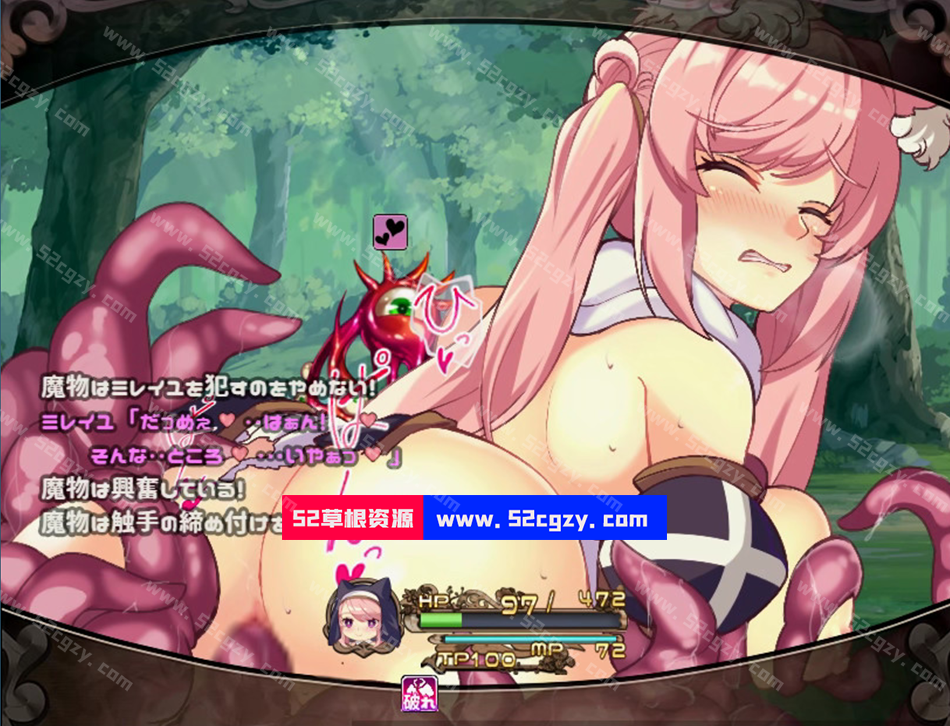 魔物はミレイユを犯すのをやめない!
ミレイユ「だっめぇ♥‥はぁん!♥
そんな‥ところ♥‥‥いやぁっ♥」
魔物は興奮している!
魔物は触手の締め付けを
52草根资源 www.52cgzy.com
HP 97/ 472
MP 72
TP100
破れ